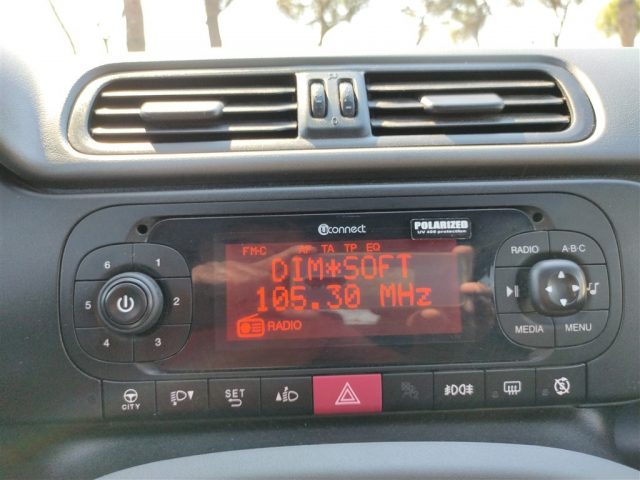 0
Uconnect
POLARIZED
UV 400 protection
FM-C AF TA TP EQ
DIM*SOFT
105.30 MHz
RADIO
6 1
5 2
4 3
RADIO A·B·C
MEDIA MENU
CITY
SET